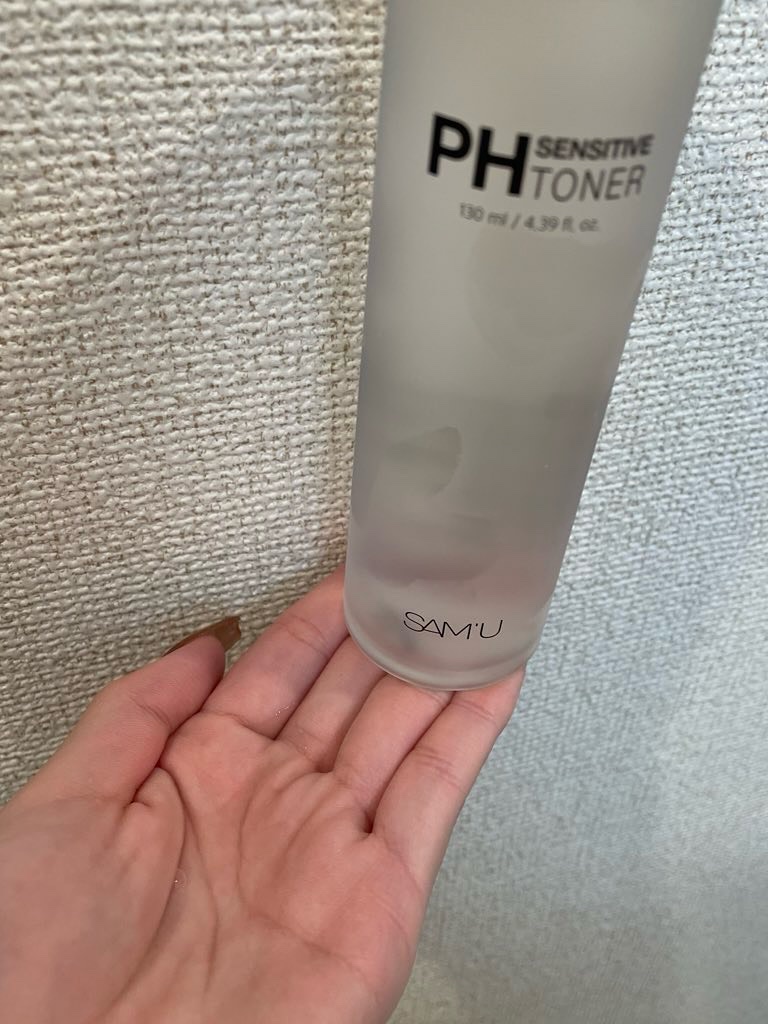 PH SENSITIVE
TONER
130 ml / 4.39 fl. oz.
SAM'U